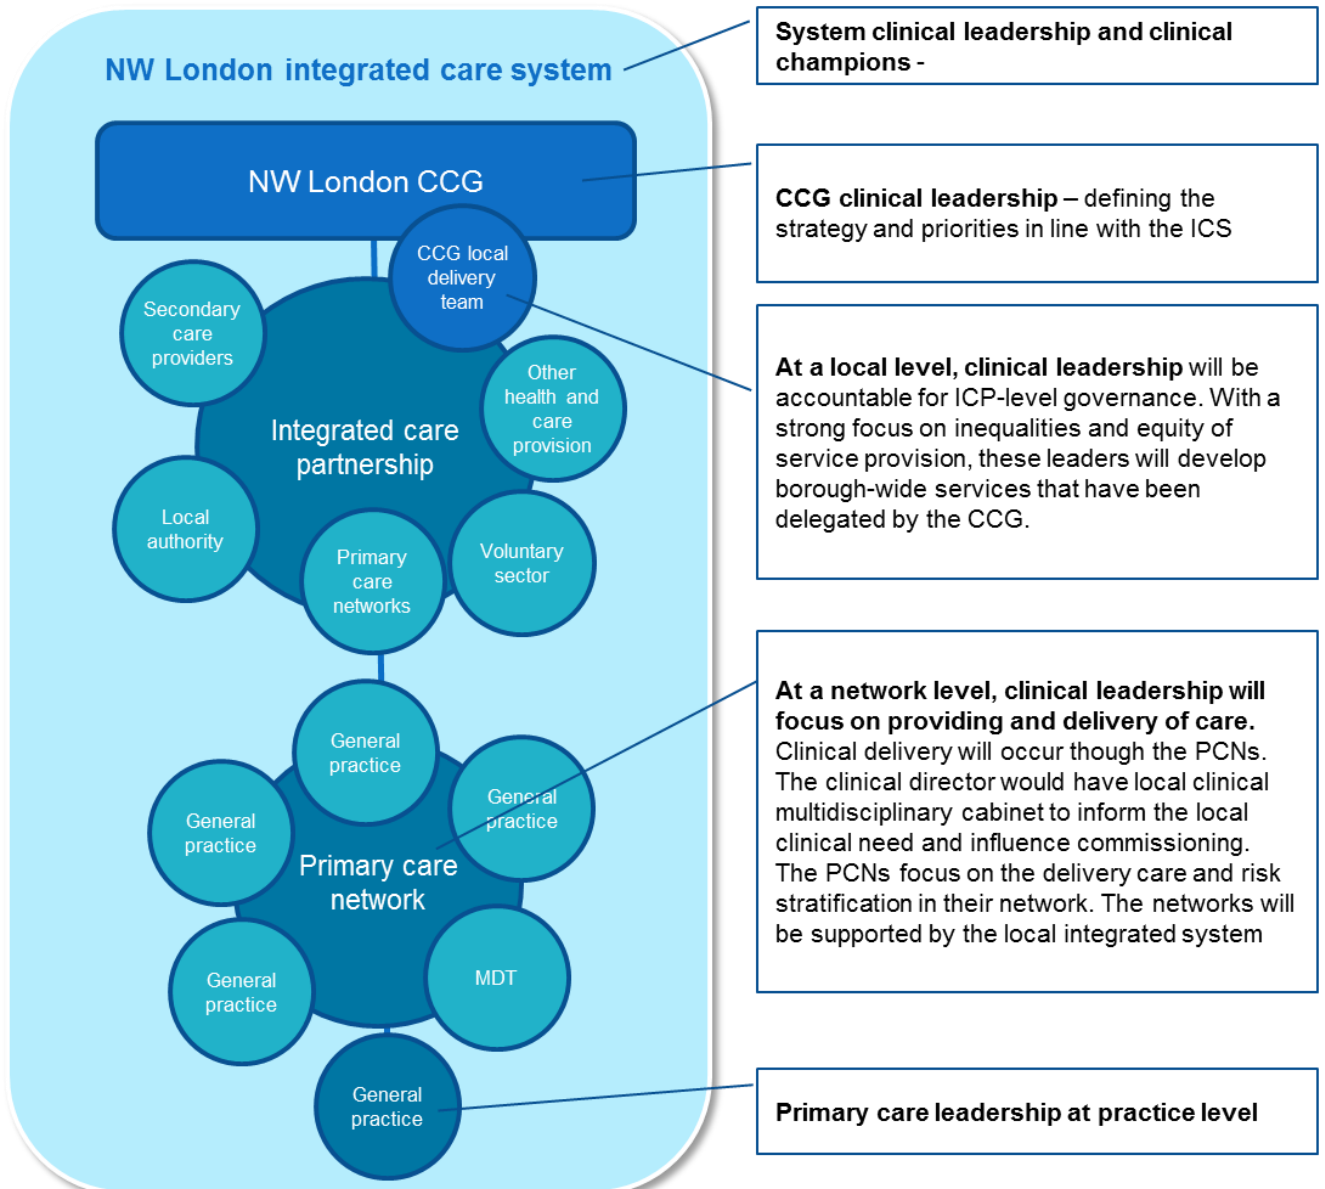 NW London integrated care system
NW London CCG
CCG local
delivery
team
Secondary
care
providers
Other
health and
care
provision
Integrated care
partnership
Local
authority
Primary
care
networks
Voluntary
sector
General
practice
General
practice
General
practice
Primary care
network
General
practice
MDT
General
practice
System clinical leadership and clinical
champions -
CCG clinical leadership – defining the
strategy and priorities in line with the ICS
At a local level, clinical leadership will be
accountable for ICP-level governance. With a
strong focus on inequalities and equity of
service provision, these leaders will develop
borough-wide services that have been
delegated by the CCG.
At a network level, clinical leadership will
focus on providing and delivery of care.
Clinical delivery will occur though the PCNs.
The clinical director would have local clinical
multidisciplinary cabinet to inform the local
clinical need and influence commissioning.
The PCNs focus on the delivery care and risk
stratification in their network. The networks will
be supported by the local integrated system
Primary care leadership at practice level